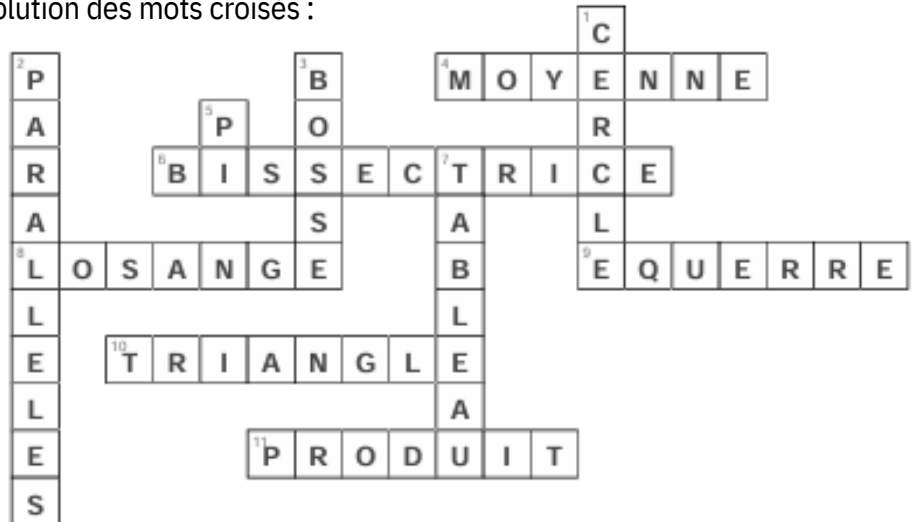 olution des mots croisés :
1 C
2 P 3 B 4 M O Y E N N E
A 5 P O R
R 6 B I S S E C 7 T R I C E
A S A L
8 L O S A N G E B 9 E Q U E R R E
L L
E 10 T R I A N G L E
L A
E 11 P R O D U I T
S